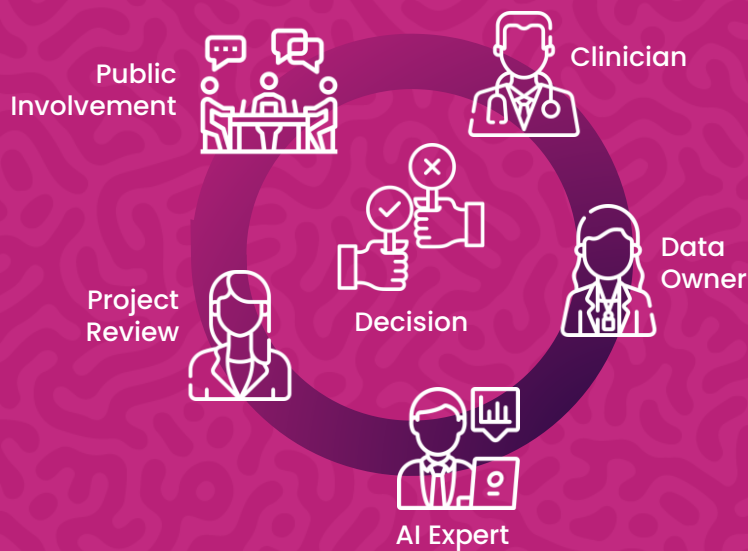 Public
Involvement
Clinician
Data
Owner
Project
Review
Decision
AI Expert